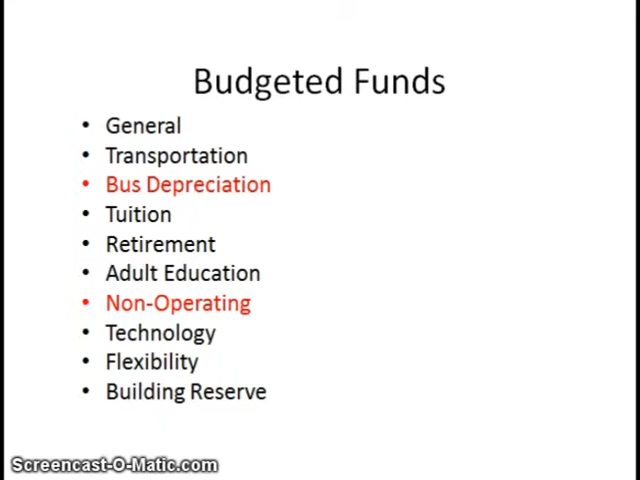 Budgeted Funds
• General
• Transportation
• Bus Depreciation
• Tuition
• Retirement
• Adult Education
• Non-Operating
• Technology
• Flexibility
• Building Reserve
Screencast-O-Matic.com